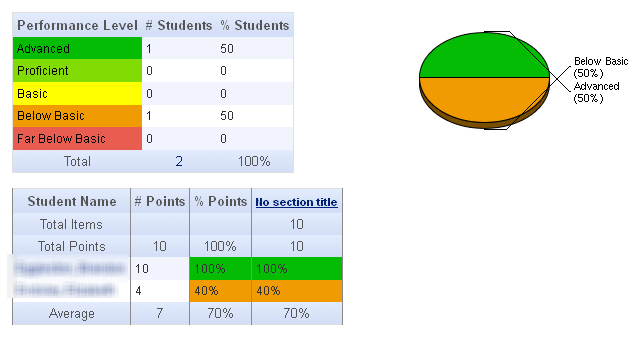 Performance Level # Students % Students
Advanced 1 50
Proficient 0 0
Basic 0 0
Below Basic 1 50
Far Below Basic 0 0
Total 2 100%
Below Basic
(50%)
Advanced
(50%)
Student Name # Points % Points No section title
Total Items 10
Total Points 10 100% 10
10 100% 100%
4 40% 40%
Average 7 70% 70%